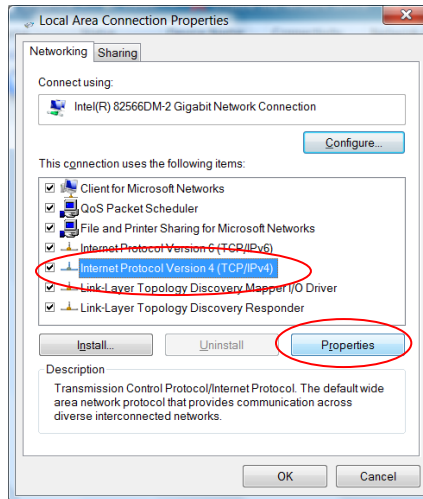 Local Area Connection Properties
Networking
Sharing
Connect using:
Intel(R) 82566DM-2 Gigabit Network Connection
Configure...
This connection uses the following items:
Client for Microsoft Networks
QoS Packet Scheduler
File and Printer Sharing for Microsoft Networks
Internet Protocol Version 6 (TCP/IPv6)
Internet Protocol Version 4 (TCP/IPv4)
Link-Layer Topology Discovery Mapper I/O Driver
Link-Layer Topology Discovery Responder
Install...
Uninstall
Properties
Description
Transmission Control Protocol/Internet Protocol. The default wide
area network protocol that provides communication across
diverse interconnected networks.
OK
Cancel